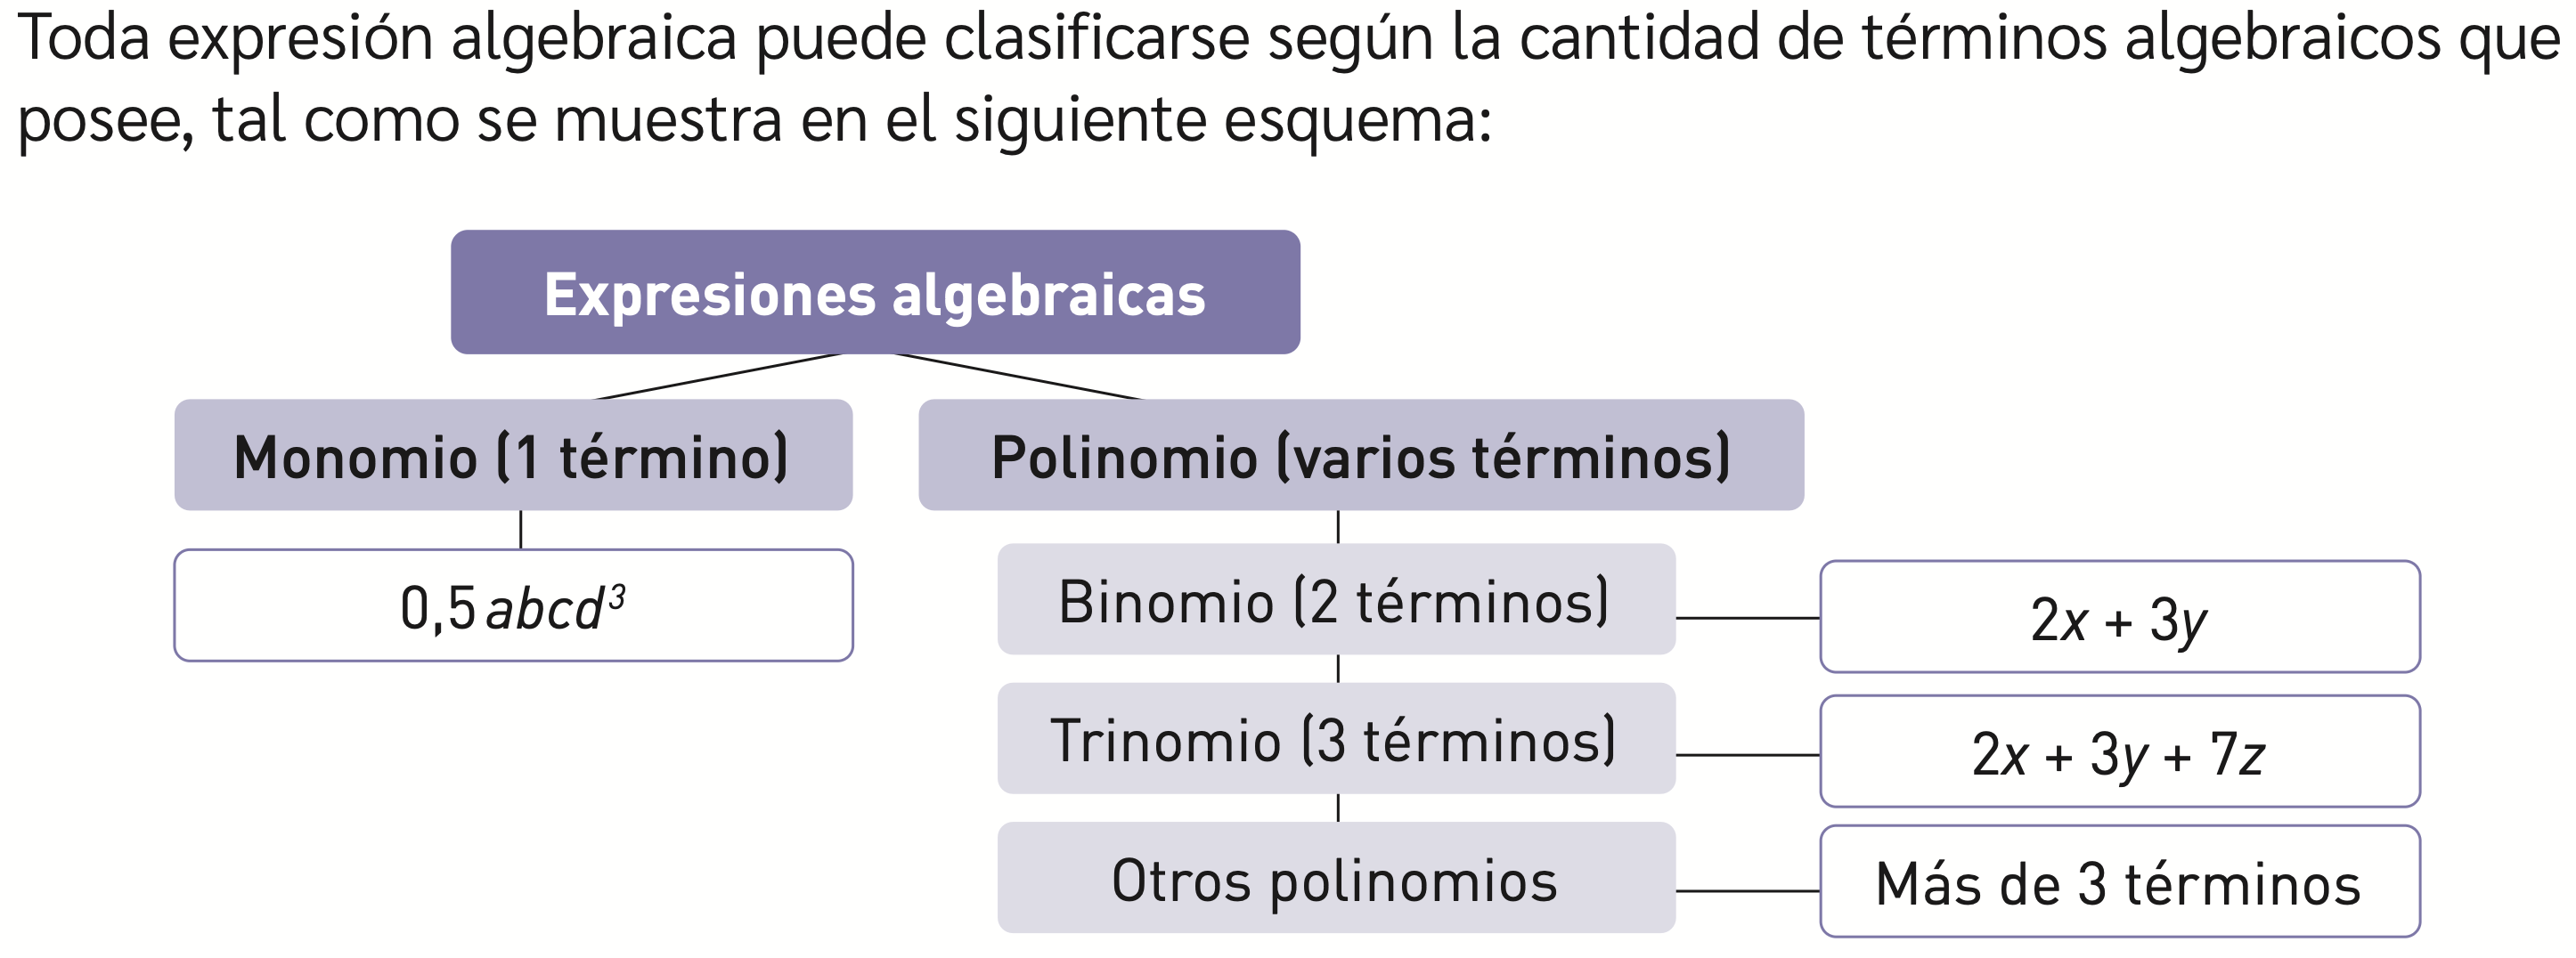 Toda expresión algebraica puede clasificarse según la cantidad de términos algebraicos que
posee, tal como se muestra en el siguiente esquema:
Expresiones algebraicas
Monomio (1 término)
Polinomio (varios términos)
0,5 abcd³
Binomio (2 términos)
2x + 3y
Trinomio (3 términos)
2x + 3y + 7z
Otros polinomios
Más de 3 términos